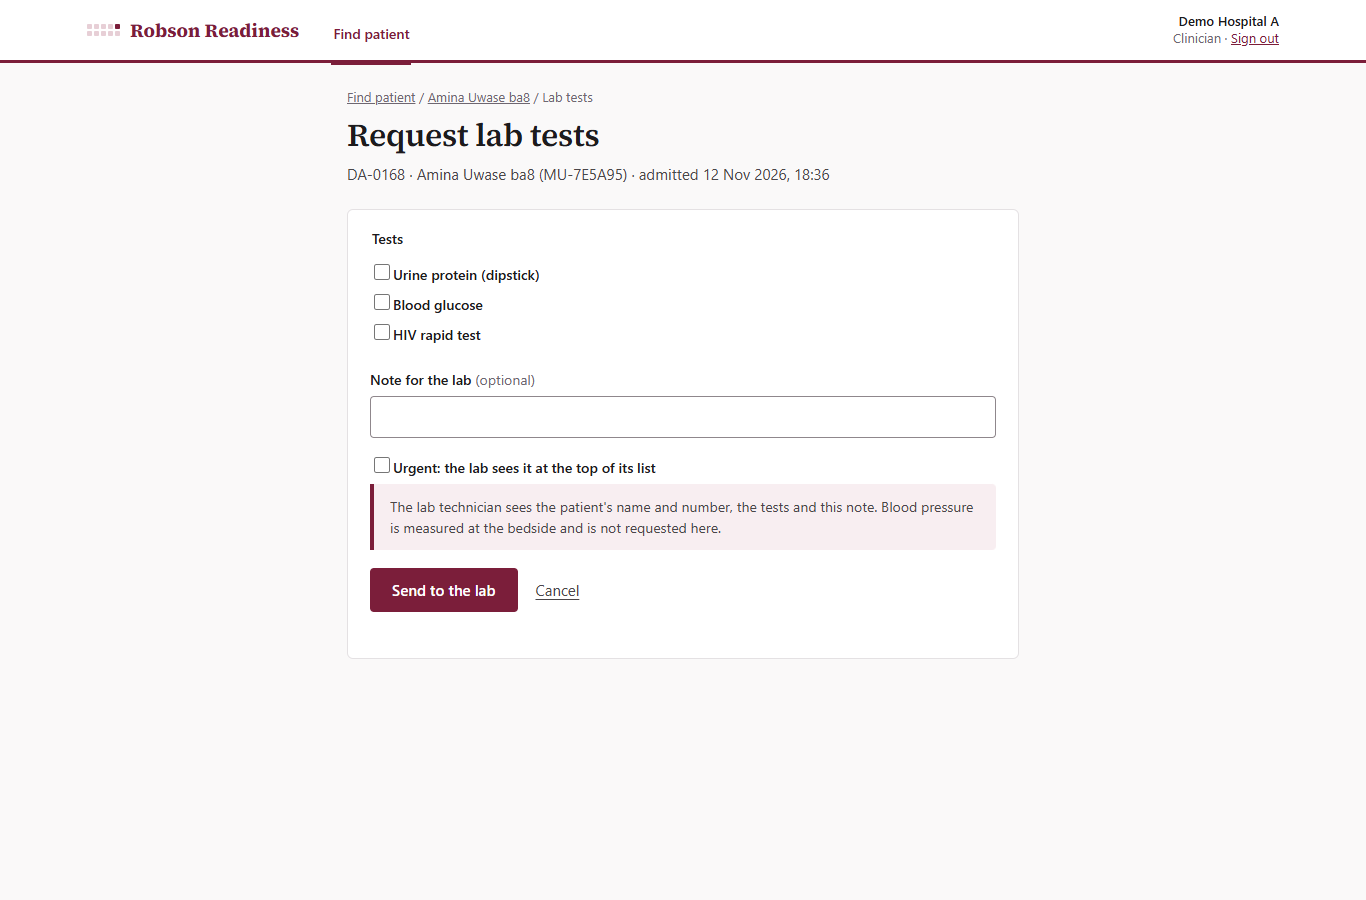 Robson Readiness
Find patient
Demo Hospital A
Clinician · Sign out
Find patient / Amina Uwase ba8 / Lab tests
Request lab tests
DA-0168 · Amina Uwase ba8 (MU-7E5A95) · admitted 12 Nov 2026, 18:36
Tests
Urine protein (dipstick)
Blood glucose
HIV rapid test
Note for the lab (optional)
Urgent: the lab sees it at the top of its list
The lab technician sees the patient's name and number, the tests and this note. Blood pressure
is measured at the bedside and is not requested here.
Send to the lab
Cancel